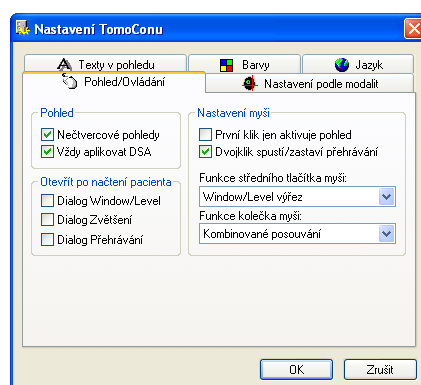 Nastavení TomoConu
Texty v pohledu
Barvy
Jazyk
Pohled/Ovládání
Nastavení podle modalit
Pohled
Nečtvercové pohledy
Vždy aplikovat DSA
Otevřít po načtení pacienta
Dialog Window/Level
Dialog Zvětšení
Dialog Přehrávání
Nastavení myši
První klik jen aktivuje pohled
Dvojklik spustí/zastaví přehrávání
Funkce středního tlačítka myši:
Window/Level výřez
Funkce kolečka myši:
Kombinované posouvání
OK
Zrušit